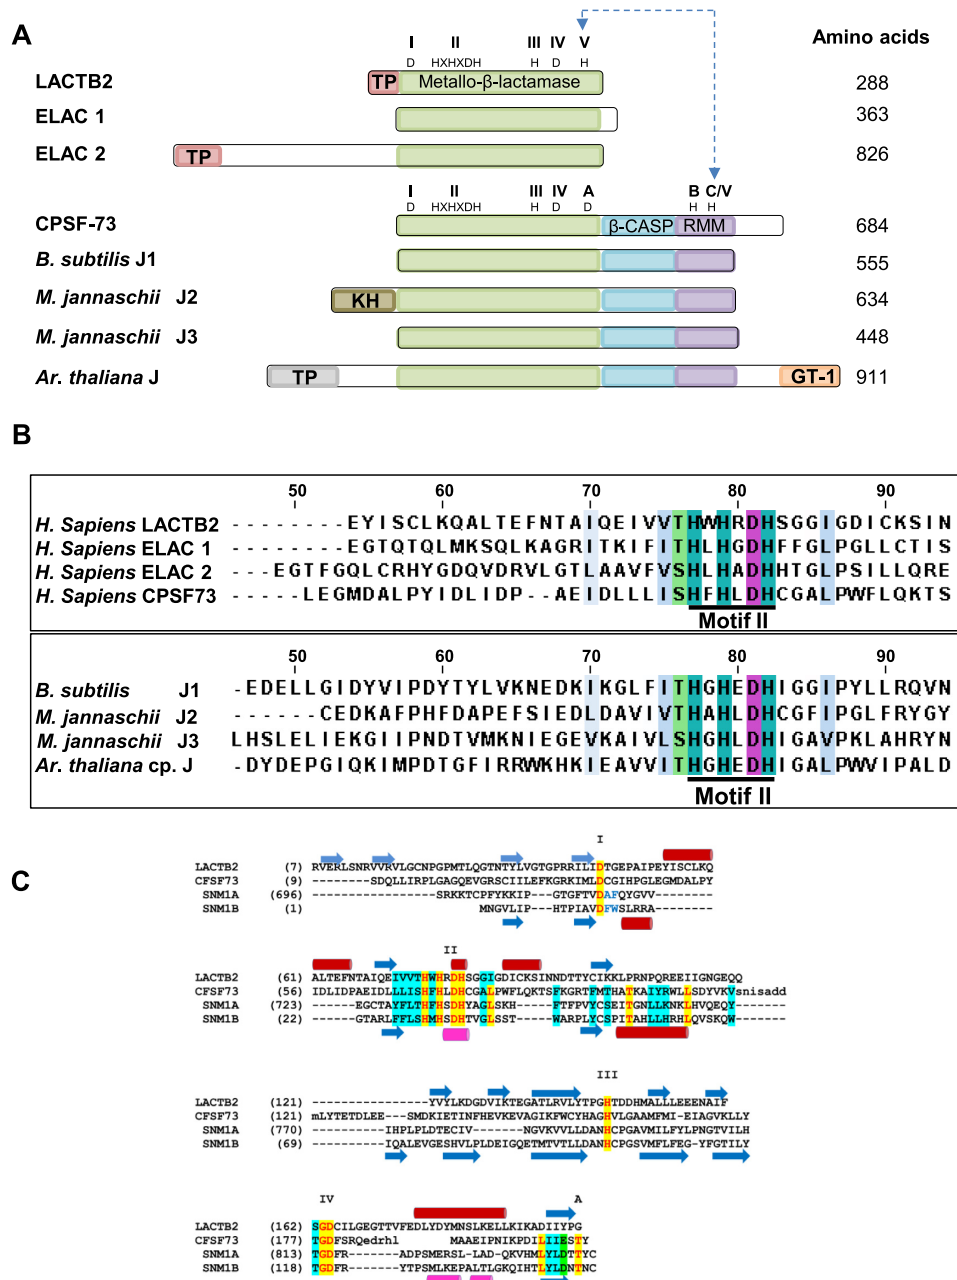 A
Amino acids
I II III IV V
D HXHXDH H D H
LACTB2 TP Metallo-β-lactamase 288
ELAC 1 363
ELAC 2 TP 826
I II III IV A B C/V
D HXHXDH H D D H H
CPSF-73 β-CASP RMM 684
B. subtilis J1 555
M. jannaschii J2 KH 634
M. jannaschii J3 448
Ar. thaliana J TP GT-1 911
B
50 60 70 80 90
H. Sapiens LACTB2 - - - - - - - - EYISCLKQALTEFNTAIQEIVVTHWHRDHSGGIGDICKSIN
H. Sapiens ELAC 1 - - - - - - - - EGTQTQLMKSQLKAGRITKIFITHLHGDHFFGLPGLLCTIS
H. Sapiens ELAC 2 - - - EGTFGQLCRHYGDQVDRVLGTLAAVFVSHLHADHHTGLPSILLQRE
H. Sapiens CPSF73 - - - - - LEGMDALPYIDLIDP--AEIDLLLISHFHLDHCGALPWFLQKTS
Motif II
50 60 70 80 90
B. subtilis J1 -EDELLGIDYVIPDYTYLVKNEDKIKGLFITHGHEDHIGGIPYLLRQVN
M. jannaschii J2 - - - - - - CEDKAFPHFDAPEFSIEDLDAVIVTHAHLDHCGFIPGLFRYGY
M. jannaschii J3 LHSLELIEKGIIPNDTVMKNIEGEVKAIVLSHGHLDHIGAVPKLAHRYN
Ar. thaliana cp. J -DYDEPGIQKIMPDTGFIRRWKHKIEAVVITHGHEDHIGALPWVIPALD
Motif II
C
I
LACTB2 (7) RVERLSNRVVRVLGCNPGPMTLQGTNTYLVGTGPRRILIDTGEPAIPEYISCLKQ
CFSF73 (9) -------SDQLLIRPLGAGQEVGRSCIILEFKGRKIMLDCGIHPGLEGMDALPY
SNM1A (696) -----------------SRKKTCPFYKKIP---GTGFTVDAFQYGVV--------
SNM1B (1) -----------------------MNGVLIP---HTPIAVDFWSLRRA--------
II
LACTB2 (61) ALTEFNTAIQEIVVTHWHRDHSGGIGDICKSINNDTTYCIKKLPRNPQREEIIGNGEQQ
CFSF73 (56) IDLIDPAEIDLLLISHFHLDHCGALPWFLQKTSFKGRTFMTHATKAIYRWLLSDYVKVsnisadd
SNM1A (723) -------EGCTAYFLTHFHSDHYAGLSKH---FTFPVYCSEITGNLLKNKLHVQEQY-------
SNM1B (22) -------GTARLFFLSHMHSDHTVGLSST---WARPLYCSPITAHLLHRHLQVSKQW-------
III
LACTB2 (121) ----------------YVYLKDGDVIKTEGATLRVLYTPGHTDDHMALLLEEENAIF
CFSF73 (121) mLYTETDLEE---SMDKIETINFHEVKEVAGIKFWCYHAGHVLGAAMFMI-EIAGVKLLY
SNM1A (770) ----------IHPLPLDTECIV-----NGVKVVLLDANHCPGAVMILFYLPNGTVILH
SNM1B (69) ----------IQALEVGESHVLPLDEIGQETMTVTLLDANHCPGSVMFLFEG-YFGTILY
IV A
LACTB2 (162) SGDCILGEGTTVFEDLYDYMNSLKELLKIKADIIYPG
CFSF73 (177) TGDFSRQedrhl MAAEIPNIKPDILIIESTY
SNM1A (813) TGDFR-------ADPSMERSL-LAD-QKVHMLYLDTTYC
SNM1B (118) TGDFR-------YTPSMLKEPALTLGKQIHTLYLDNTNC